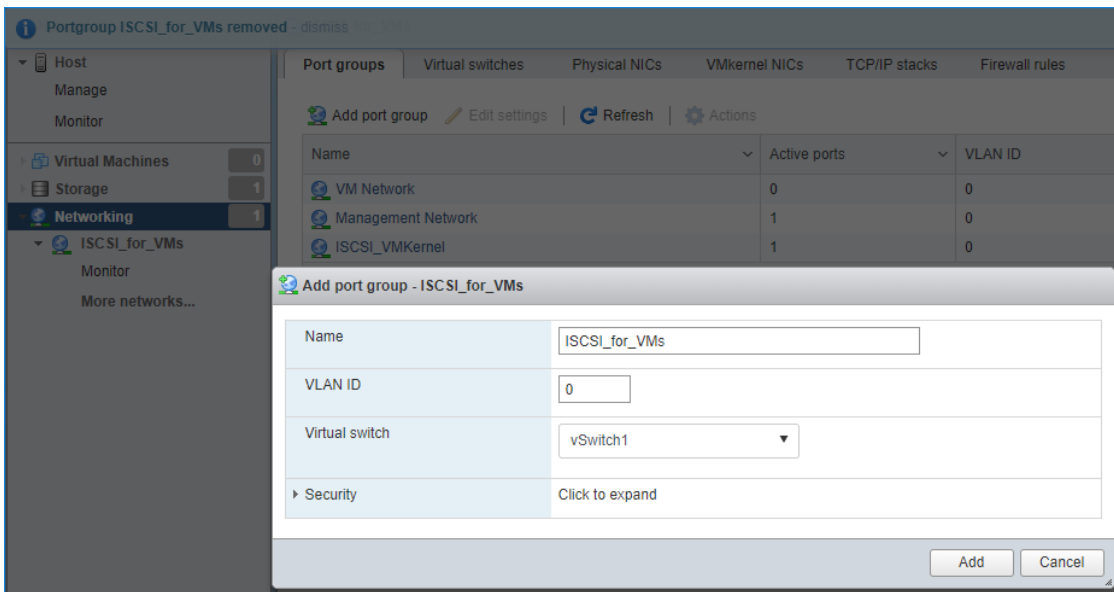 Portgroup ISCSI_for_VMs removed - dismiss
Host
Manage
Monitor
Virtual Machines 0
Storage 1
Networking 1
ISCSI_for_VMs
Monitor
More networks...
Port groups Virtual switches Physical NICs VMkernel NICs TCP/IP stacks Firewall rules
Add port group Edit settings Refresh Actions
Name Active ports VLAN ID
VM Network 0 0
Management Network 1 0
ISCSI_VMKernel 1 0
Add port group - ISCSI_for_VMs
Name ISCSI_for_VMs
VLAN ID 0
Virtual switch vSwitch1
Security Click to expand
Add Cancel